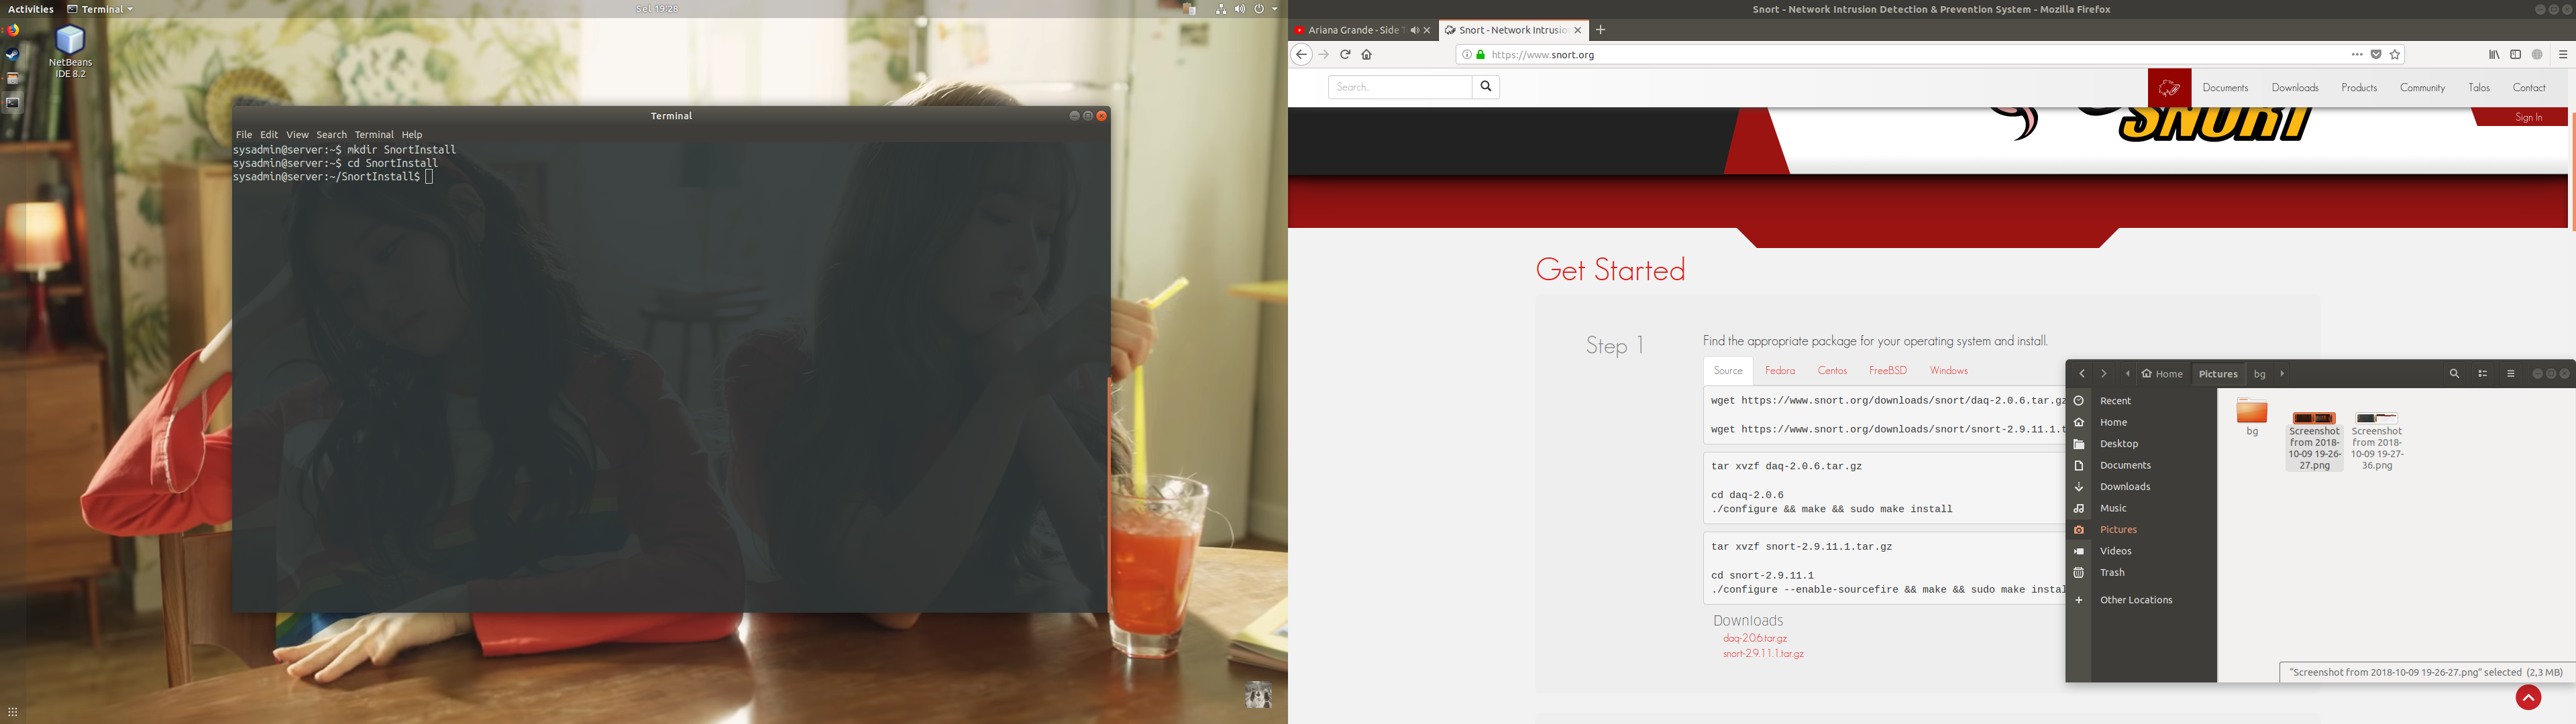 Activities
Terminal
Sel 19:28
NetBeans
IDE 8.2
Terminal
File Edit View Search Terminal Help
sysadmin@server:~$ mkdir SnortInstall
sysadmin@server:~$ cd SnortInstall
sysadmin@server:~/SnortInstall$
Snort - Network Intrusion Detection & Prevention System - Mozilla Firefox
Ariana Grande - Side T
Snort - Network Intrusion
https://www.snort.org
Search..
Documents Downloads Products Community Talos Contact
SNORT
Sign In
Get Started
Step 1
Find the appropriate package for your operating system and install.
Source Fedora Centos FreeBSD Windows
wget https://www.snort.org/downloads/snort/daq-2.0.6.tar.gz
wget https://www.snort.org/downloads/snort/snort-2.9.11.1.t
tar xvzf daq-2.0.6.tar.gz
cd daq-2.0.6
./configure && make && sudo make install
tar xvzf snort-2.9.11.1.tar.gz
cd snort-2.9.11.1
./configure --enable-sourcefire && make && sudo make instal
Downloads
daq-2.0.6.tar.gz
snort-2.9.11.1.tar.gz
Home Pictures bg
Recent
Home
Desktop
Documents
Downloads
Music
Pictures
Videos
Trash
Other Locations
bg
Screenshot
from 2018-
10-09 19-26-
27.png
Screenshot
from 2018-
10-09 19-27-
36.png
"Screenshot from 2018-10-09 19-26-27.png" selected (2,3 MB)